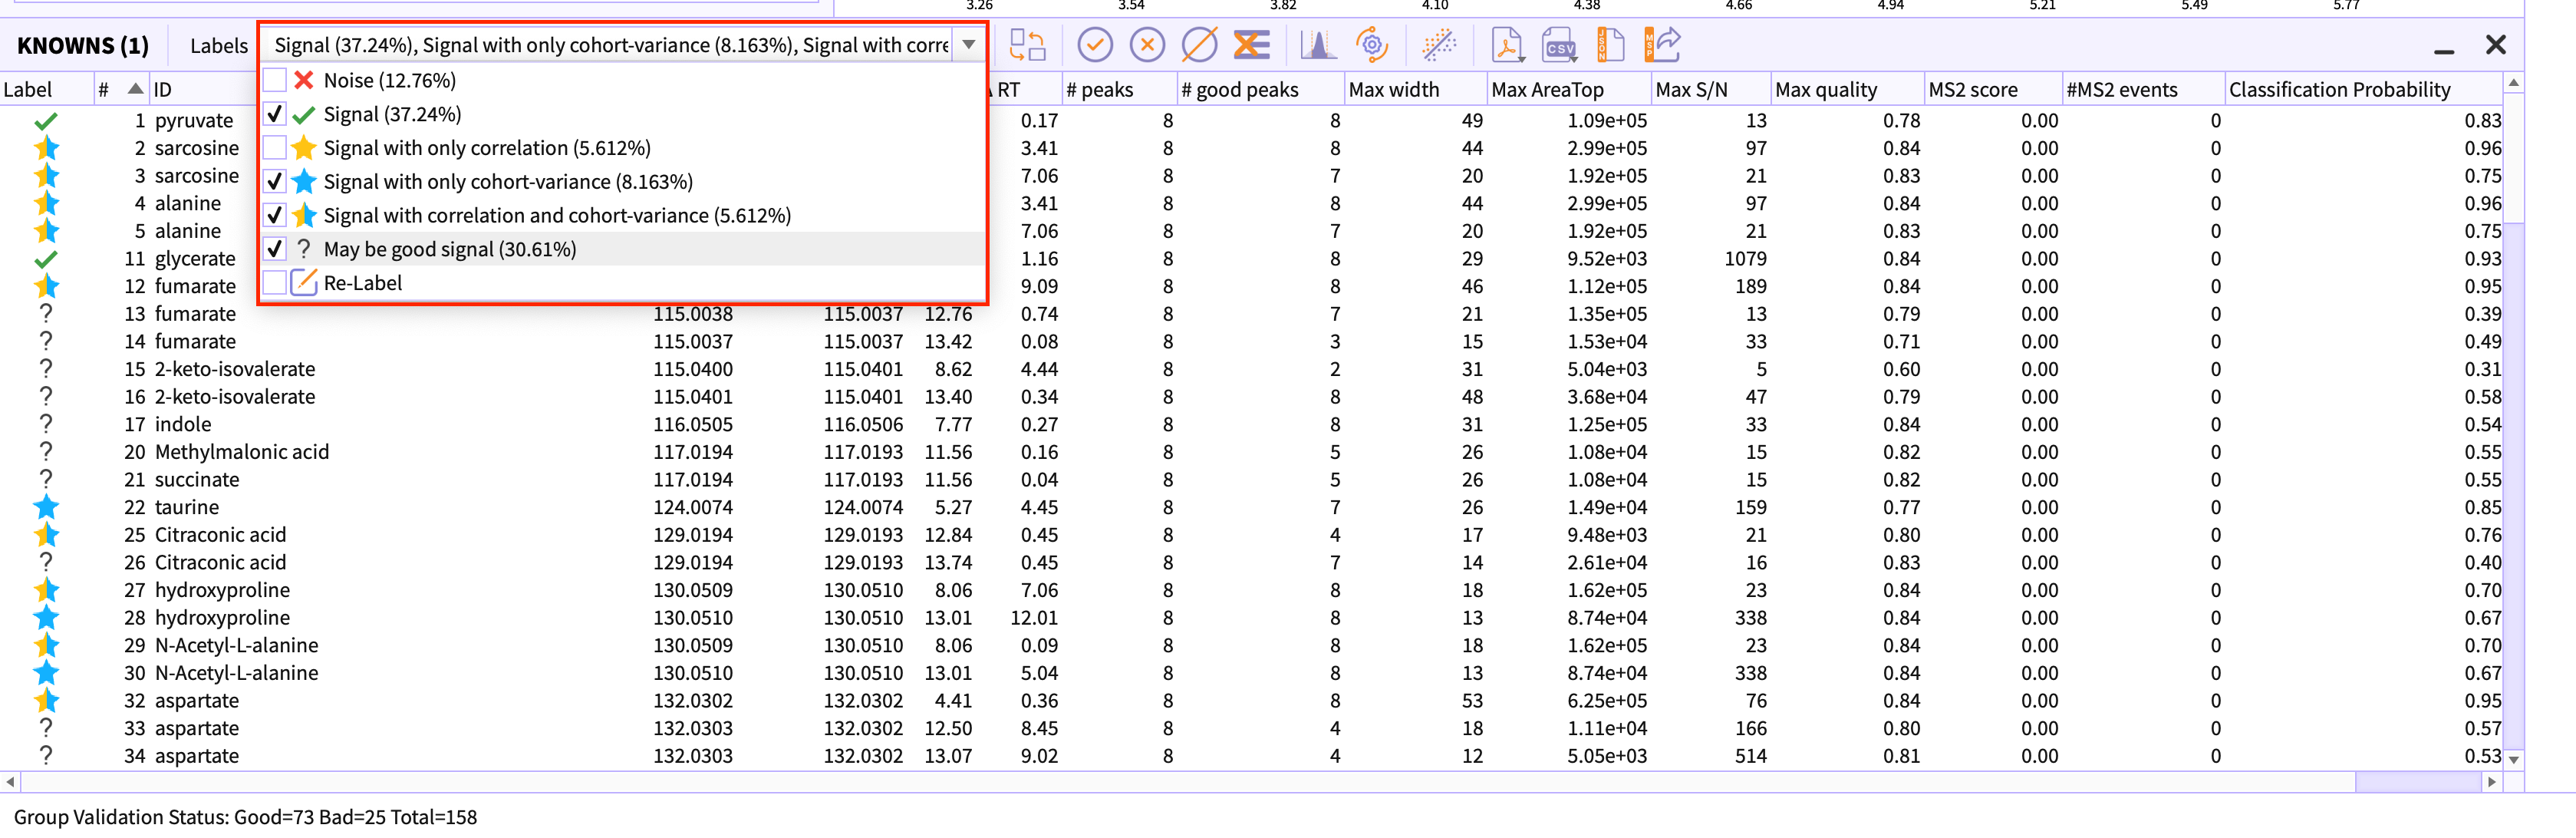 3.26 3.54 3.82 4.10 4.38 4.66 4.94 5.21 5.49 5.77
KNOWNS (1) Labels Signal (37.24%), Signal with only cohort-variance (8.163%), Signal with corre CSV JSON MSP
Noise (12.76%)
Signal (37.24%)
Signal with only correlation (5.612%)
Signal with only cohort-variance (8.163%)
Signal with correlation and cohort-variance (5.612%)
? May be good signal (30.61%)
Re-Label
Label # ID RT # peaks # good peaks Max width Max AreaTop Max S/N Max quality MS2 score #MS2 events Classification Probability
1 pyruvate 0.17 8 8 49 1.09e+05 13 0.78 0.00 0 0.83
2 sarcosine 3.41 8 8 44 2.99e+05 97 0.84 0.00 0 0.96
3 sarcosine 7.06 8 7 20 1.92e+05 21 0.83 0.00 0 0.75
4 alanine 3.41 8 8 44 2.99e+05 97 0.84 0.00 0 0.96
5 alanine 7.06 8 7 20 1.92e+05 21 0.83 0.00 0 0.75
11 glycerate 1.16 8 8 29 9.52e+03 1079 0.84 0.00 0 0.93
12 fumarate 9.09 8 8 46 1.12e+05 189 0.84 0.00 0 0.95
? 13 fumarate 115.0038 115.0037 12.76 0.74 8 7 21 1.35e+05 13 0.79 0.00 0 0.39
? 14 fumarate 115.0037 115.0037 13.42 0.08 8 3 15 1.53e+04 33 0.71 0.00 0 0.49
? 15 2-keto-isovalerate 115.0400 115.0401 8.62 4.44 8 2 31 5.04e+03 5 0.60 0.00 0 0.31
? 16 2-keto-isovalerate 115.0401 115.0401 13.40 0.34 8 8 48 3.68e+04 47 0.79 0.00 0 0.58
? 17 indole 116.0505 116.0506 7.77 0.27 8 8 31 1.25e+05 33 0.84 0.00 0 0.54
? 20 Methylmalonic acid 117.0194 117.0193 11.56 0.16 8 5 26 1.08e+04 15 0.82 0.00 0 0.55
? 21 succinate 117.0194 117.0193 11.56 0.04 8 5 26 1.08e+04 15 0.82 0.00 0 0.55
22 taurine 124.0074 124.0074 5.27 4.45 8 7 26 1.49e+04 159 0.77 0.00 0 0.85
25 Citraconic acid 129.0194 129.0193 12.84 0.45 8 4 17 9.48e+03 21 0.80 0.00 0 0.76
? 26 Citraconic acid 129.0194 129.0193 13.74 0.45 8 7 14 2.61e+04 16 0.83 0.00 0 0.40
27 hydroxyproline 130.0509 130.0510 8.06 7.06 8 8 18 1.62e+05 23 0.84 0.00 0 0.70
28 hydroxyproline 130.0510 130.0510 13.01 12.01 8 8 13 8.74e+04 338 0.84 0.00 0 0.67
29 N-Acetyl-L-alanine 130.0509 130.0510 8.06 0.09 8 8 18 1.62e+05 23 0.84 0.00 0 0.70
30 N-Acetyl-L-alanine 130.0510 130.0510 13.01 5.04 8 8 13 8.74e+04 338 0.84 0.00 0 0.67
32 aspartate 132.0302 132.0302 4.41 0.36 8 8 53 6.25e+05 76 0.84 0.00 0 0.95
? 33 aspartate 132.0303 132.0302 12.50 8.45 8 4 18 1.11e+04 166 0.80 0.00 0 0.57
? 34 aspartate 132.0303 132.0302 13.07 9.02 8 4 12 5.05e+03 514 0.81 0.00 0 0.53
Group Validation Status: Good=73 Bad=25 Total=158